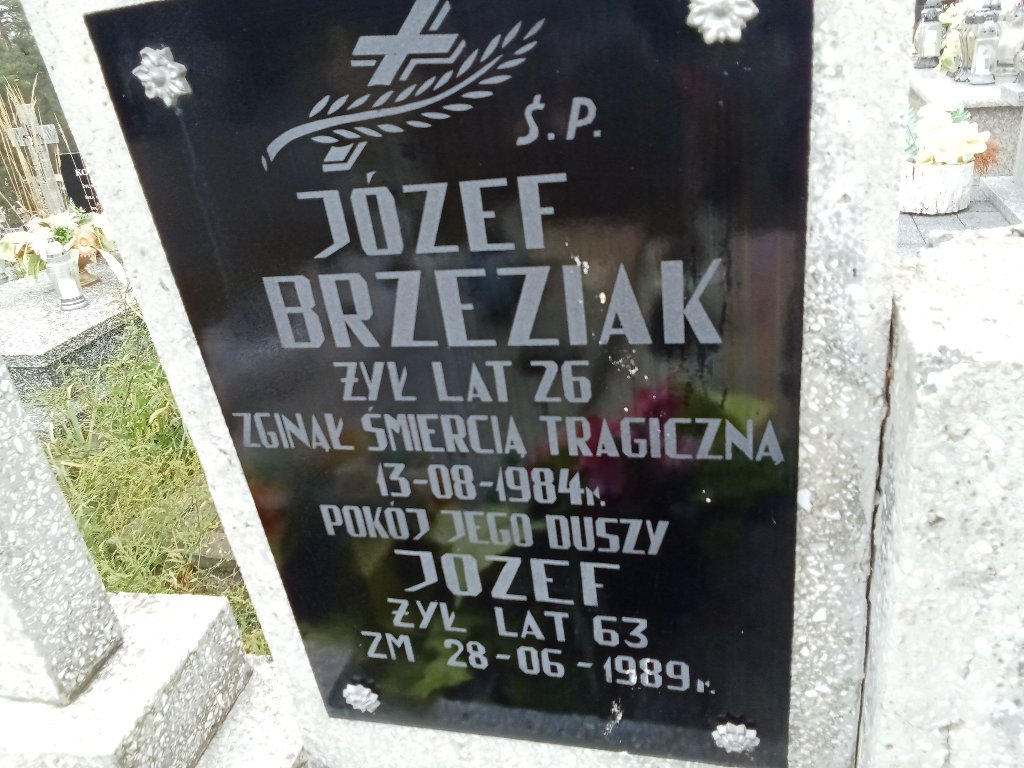 Ś.P.
JÓZEF
BRZEZIAK
ŻYŁ LAT 26
ZGINĄŁ ŚMIERCIĄ TRAGICZNĄ
13-08-1984r.
POKÓJ JEGO DUSZY
JOZEF
ŻYŁ LAT 63
ZM 28-06-1989r.